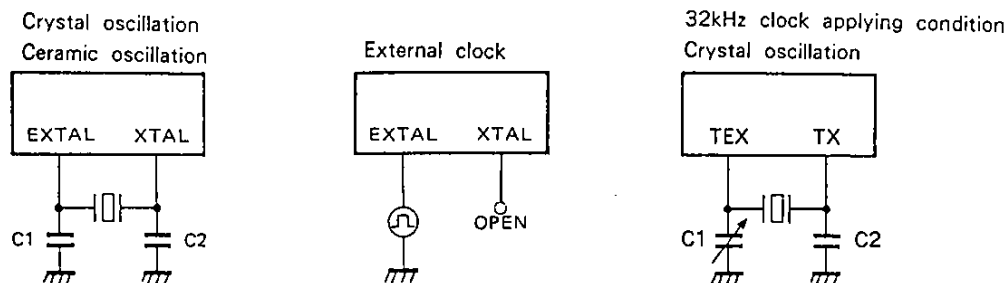 Crystal oscillation
Ceramic oscillation
EXTAL XTAL
C1 C2
External clock
EXTAL XTAL
OPEN
32kHz clock applying condition
Crystal oscillation
TEX TX
C1 C2